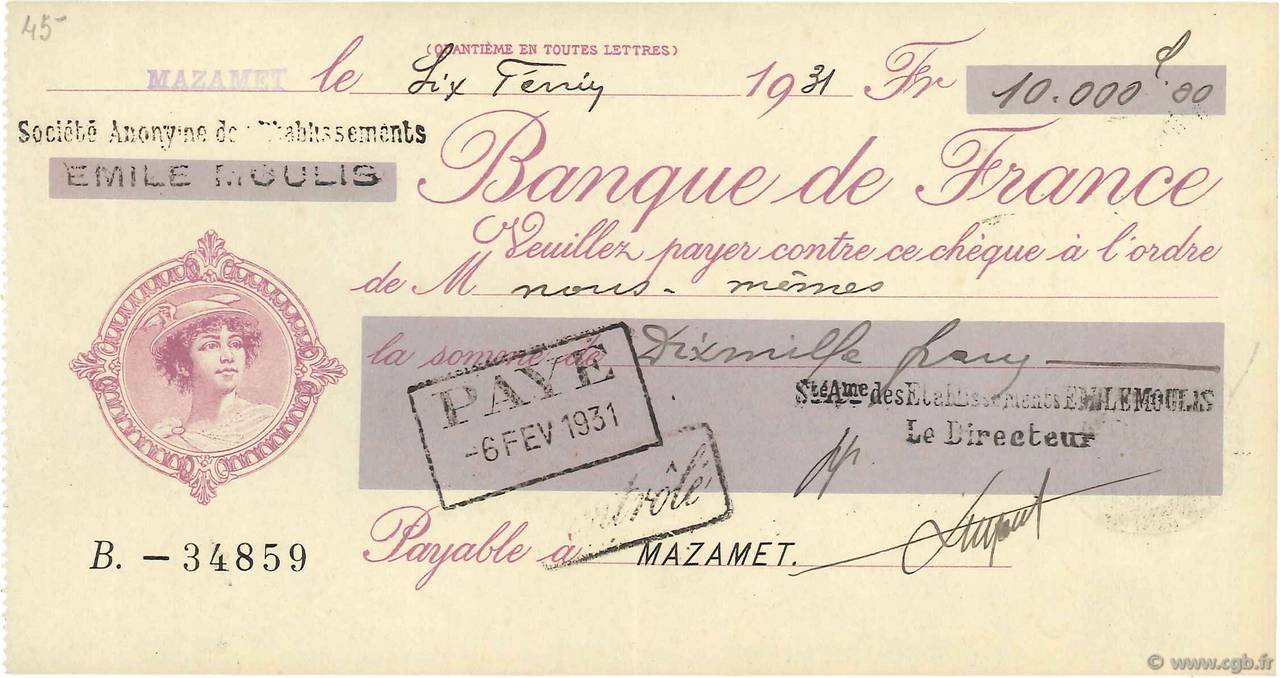 45-
(QUANTIÈME EN TOUTES LETTRES)
MAZAMET le Six Février 1931 Fr 10.000 f. 00
Société Anonyme des Etablissements
EMILE MOULIS
Banque de France
Veuillez payer contre ce chèque à l'ordre
de M nous-mêmes
la somme de Dix mille francs
PAYÉ
-6 FEV 1931
Sté Ame des Etablissements EMILE MOULIS
Le Directeur
pp.
Contrôlé
B. - 34859
Payable à MAZAMET.
© www.cgb.fr